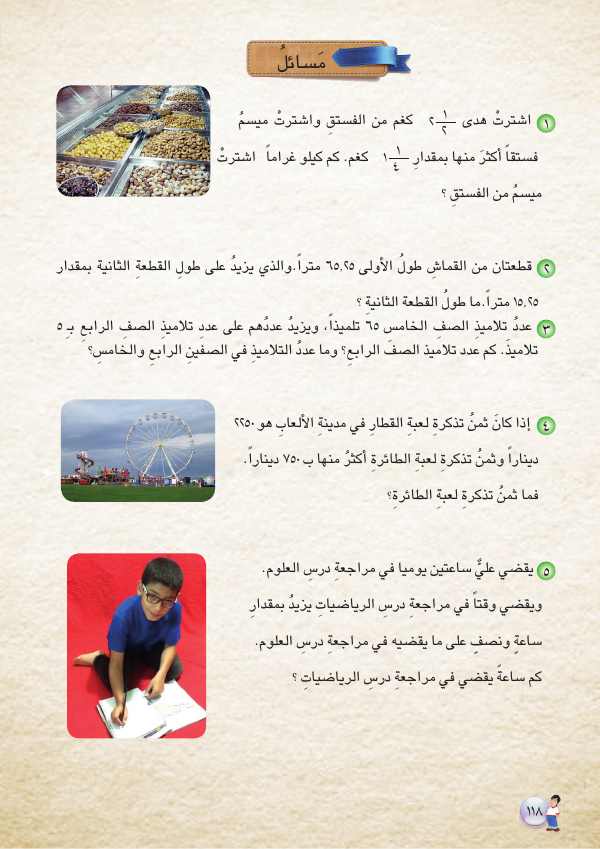 مَسائلُ
١ اشترتْ هدى ٢ ١/٢ كغم من الفستقِ واشترتْ ميسمُ
فستقاً أكثرَ منها بمقدارِ ١ ١/٤ كغم. كم كيلو غراماً اشترتْ
ميسمُ من الفستقِ ؟
٢ قطعتان من القماشِ طولُ الأولى ٦٥,٢٥ متراً.والذي يزيدُ على طولِ القطعةِ الثانية بمقدار
١٥,٢٥ متراً.ما طولُ القطعة الثانيةِ ؟
٣ عددُ تلاميذِ الصفِ الخامس ٦٥ تلميذاً، ويزيدُ عددُهم على عددِ تلاميذِ الصفِ الرابعِ بـِ ٥
تلاميذَ. كم عدد تلاميذ الصفَ الرابعِ؟ وما عددُ التلاميذِ في الصفينِ الرابعِ والخامسِ؟
٤ إذا كانَ ثمنُ تذكرةِ لعبةِ القطارِ في مدينةِ الألعابِ هو ٢٢٥٠
ديناراً وثمنُ تذكرةِ لعبةِ الطائرةِ أكثرُ منها ب ٧٥٠ ديناراً.
فما ثمنُ تذكرةِ لعبةِ الطائرةِ؟
٥ يقضي عليٌّ ساعتين يوميا في مراجعةِ درسِ العلوم.
ويقضي وقتاً في مراجعةِ درسِ الرياضياتِ يزيدُ بمقدارِ
ساعةٍ ونصفٍ على ما يقضيه في مراجعةِ درسِ العلوم.
كم ساعةً يقضي في مراجعةِ درسِ الرياضياتِ ؟
١١٨